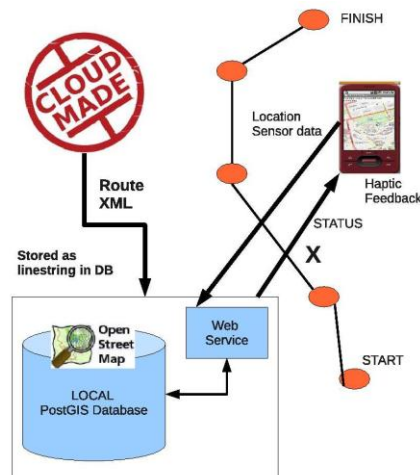 FINISH
CLOUD
MADE
Location
Sensor data
Haptic
Feedback
Route
XML
STATUS
X
Stored as
linestring in DB
Open
Street
Map
Web
Service
START
LOCAL
PostGIS Database